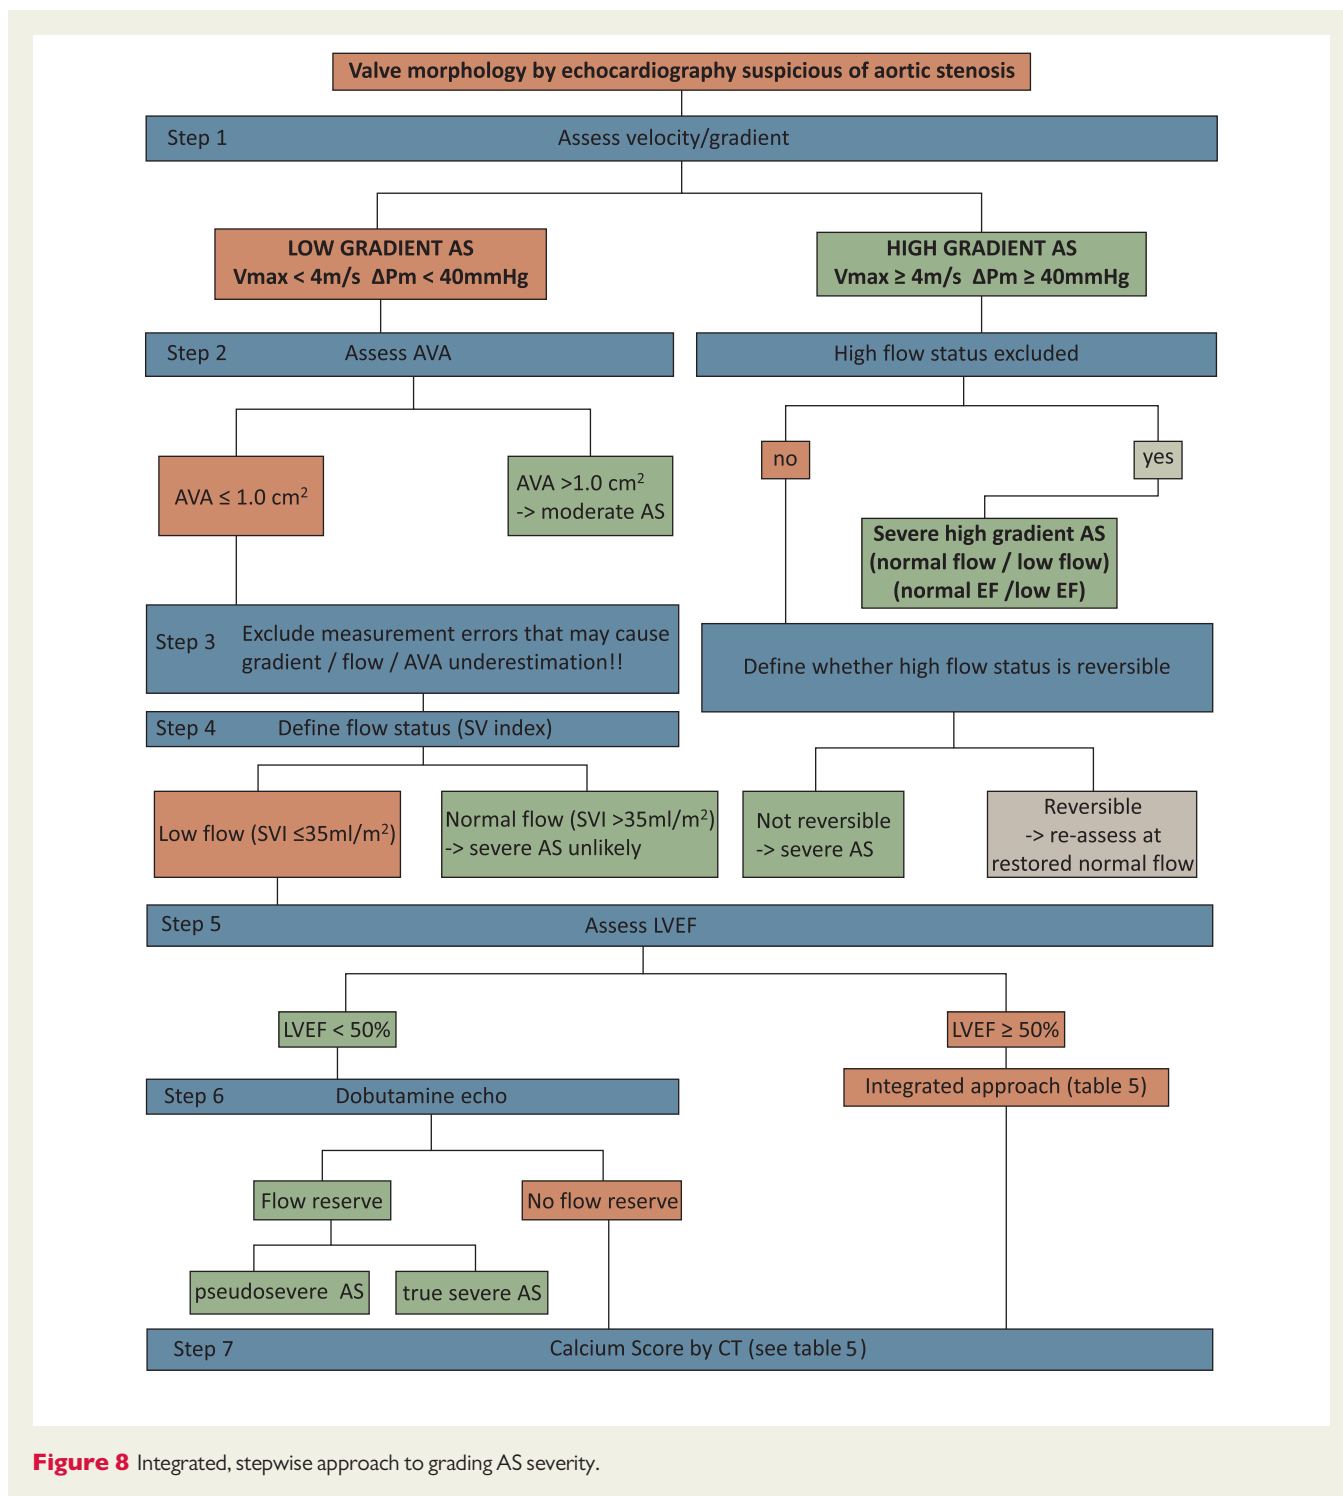 Valve morphology by echocardiography suspicious of aortic stenosis
Step 1
Assess velocity/gradient
LOW GRADIENT AS
Vmax < 4m/s ΔPm < 40mmHg
HIGH GRADIENT AS
Vmax ≥ 4m/s ΔPm ≥ 40mmHg
Step 2
Assess AVA
High flow status excluded
no
yes
AVA ≤ 1.0 cm²
AVA >1.0 cm²
-> moderate AS
Severe high gradient AS
(normal flow / low flow)
(normal EF /low EF)
Step 3
Exclude measurement errors that may cause
gradient / flow / AVA underestimation!!
Define whether high flow status is reversible
Step 4
Define flow status (SV index)
Low flow (SVI ≤35ml/m²)
Normal flow (SVI >35ml/m²)
-> severe AS unlikely
Not reversible
-> severe AS
Reversible
-> re-assess at
restored normal flow
Step 5
Assess LVEF
LVEF < 50%
LVEF ≥ 50%
Step 6
Dobutamine echo
Integrated approach (table 5)
Flow reserve
No flow reserve
pseudosevere AS
true severe AS
Step 7
Calcium Score by CT (see table 5)
Figure 8 Integrated, stepwise approach to grading AS severity.